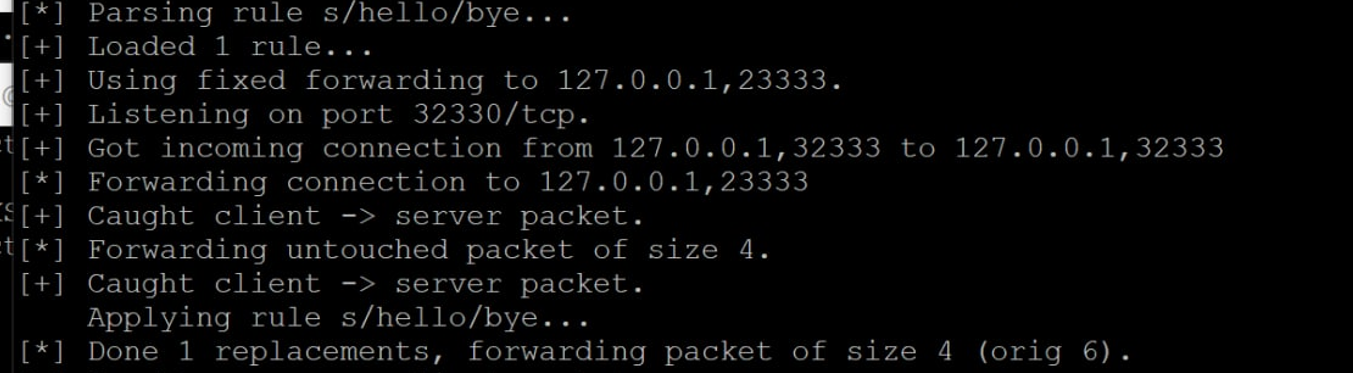 [*] Parsing rule s/hello/bye...
[+] Loaded 1 rule...
[+] Using fixed forwarding to 127.0.0.1,23333.
[+] Listening on port 32330/tcp.
[+] Got incoming connection from 127.0.0.1,32333 to 127.0.0.1,32333
[*] Forwarding connection to 127.0.0.1,23333
[+] Caught client -> server packet.
[*] Forwarding untouched packet of size 4.
[+] Caught client -> server packet.
Applying rule s/hello/bye...
[*] Done 1 replacements, forwarding packet of size 4 (orig 6).